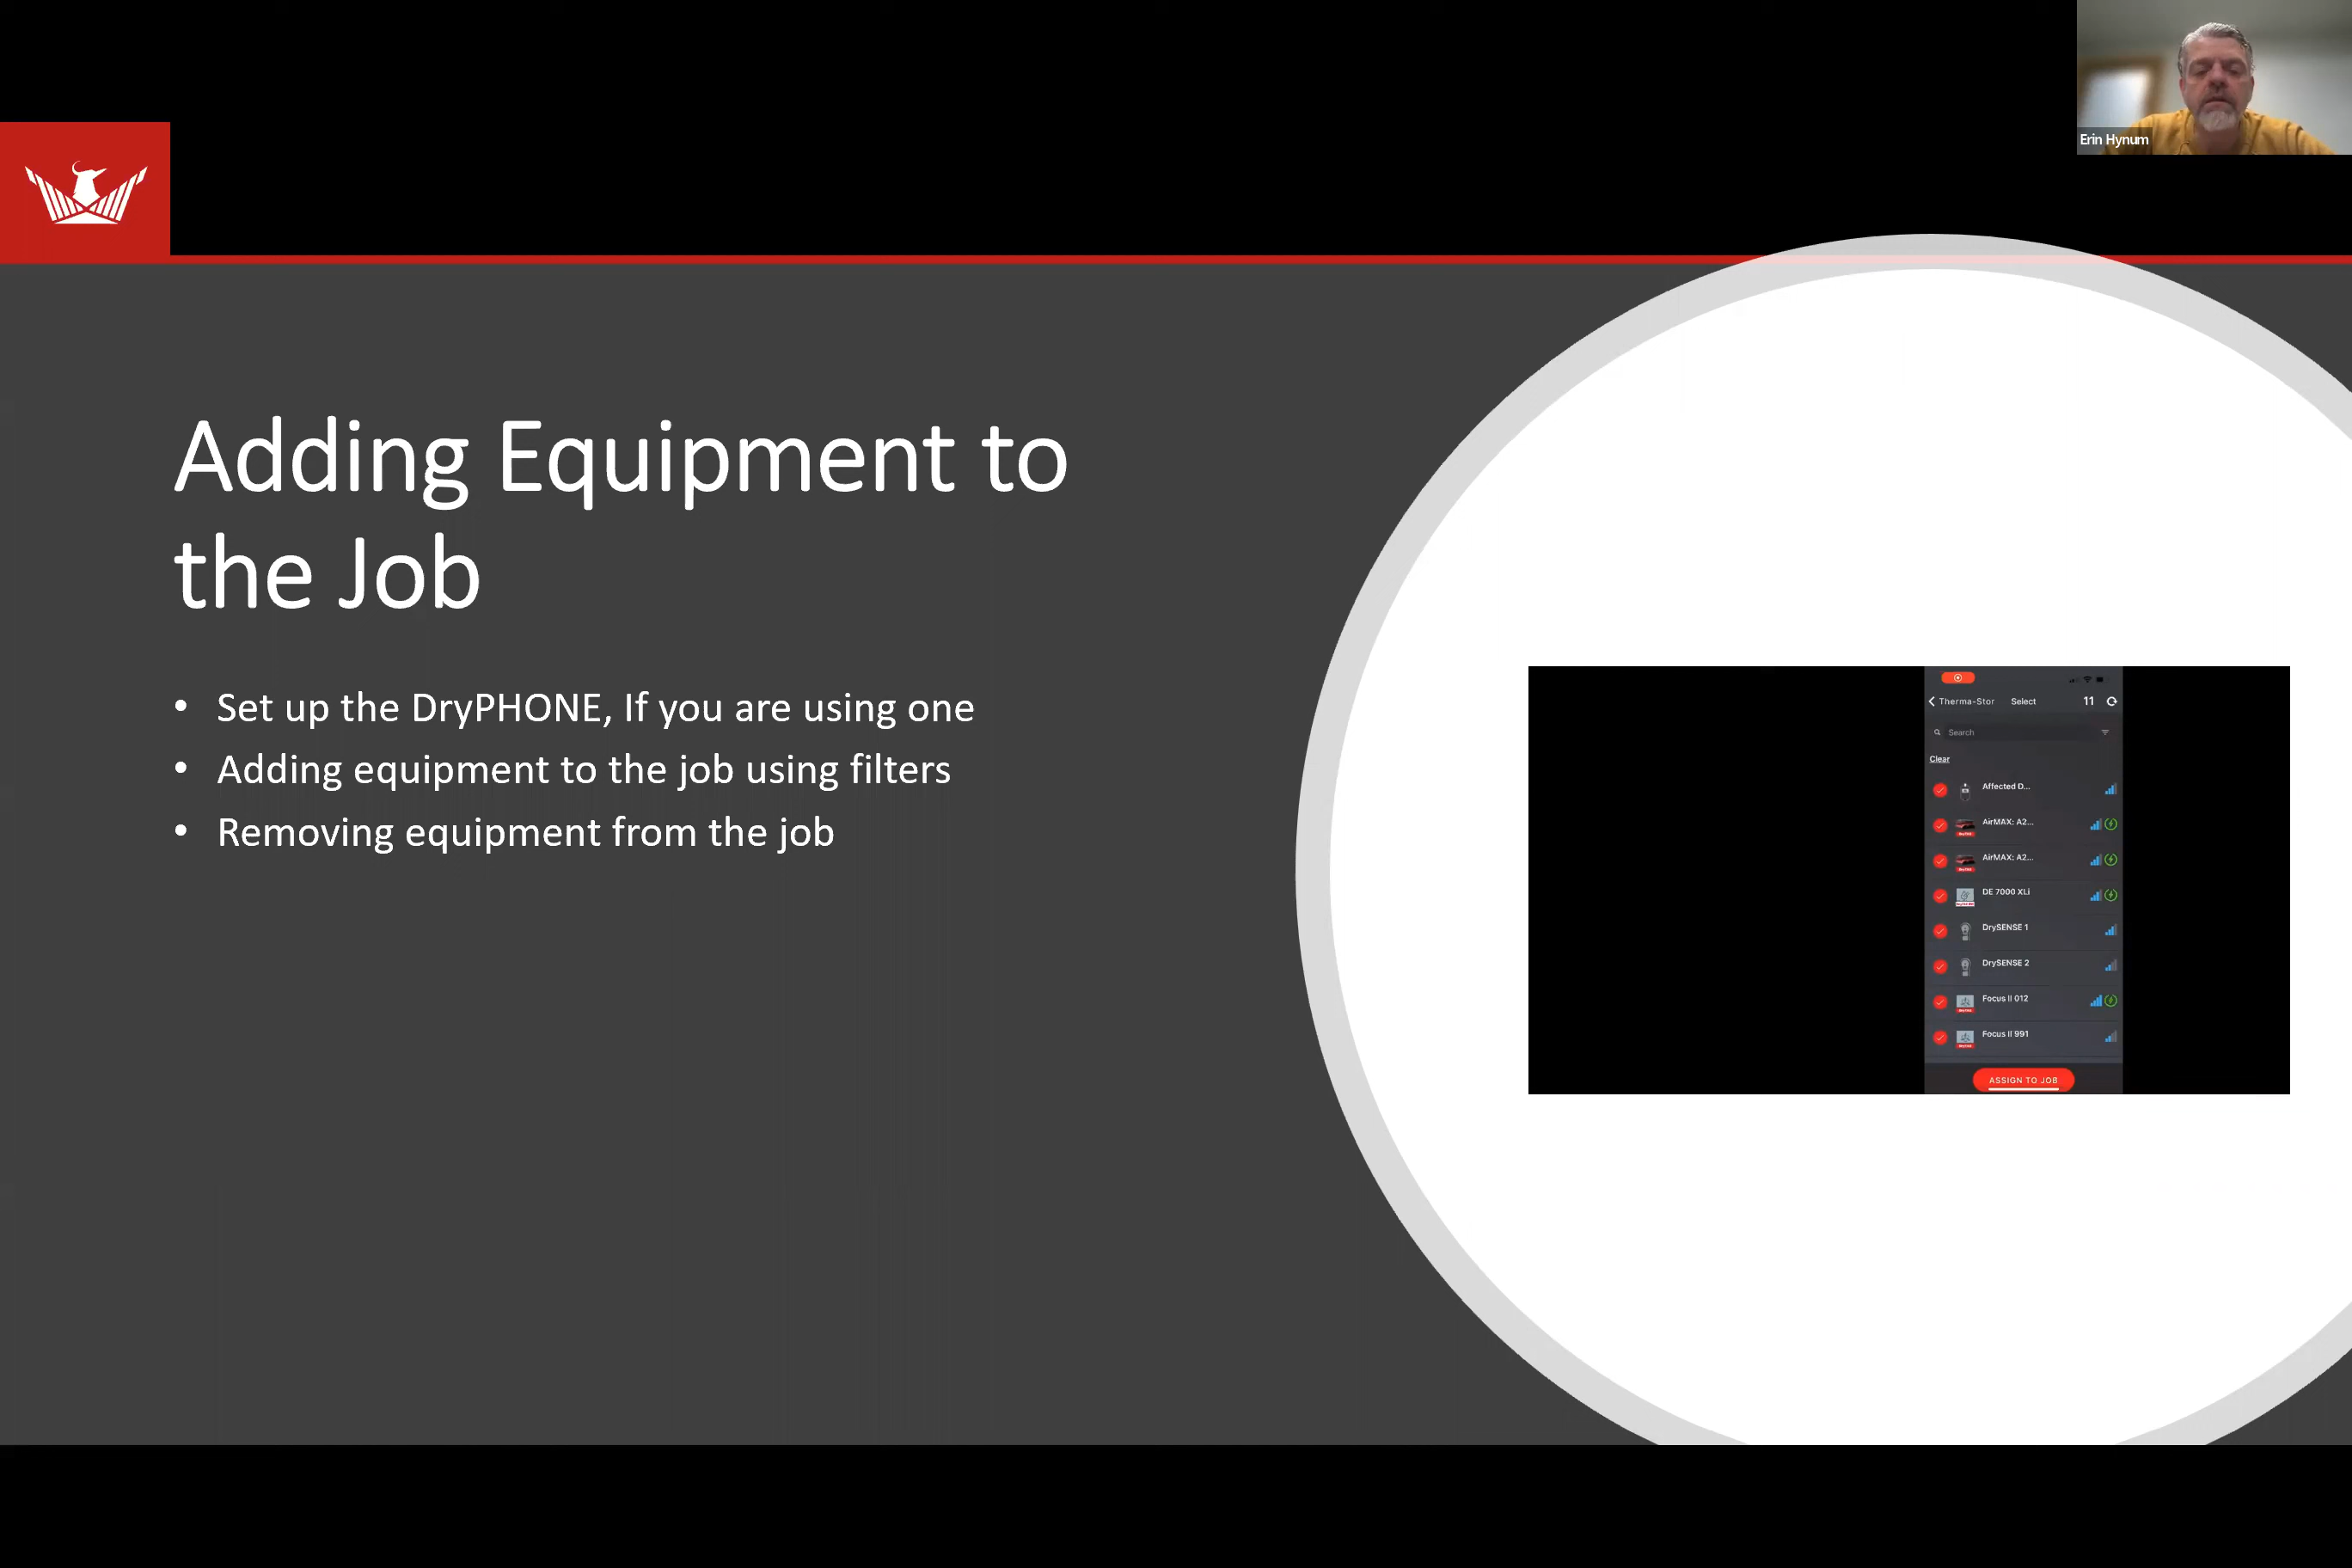 Erin Hynum
Adding Equipment to
the Job
• Set up the DryPHONE, If you are using one
• Adding equipment to the job using filters
• Removing equipment from the job
Therma-Stor Select 11
Search
Clear
Affected D...
AirMAX: A2...
AirMAX: A2...
DE 7000 XLi
DrySENSE 1
DrySENSE 2
Focus II 012
Focus II 991
ASSIGN TO JOB